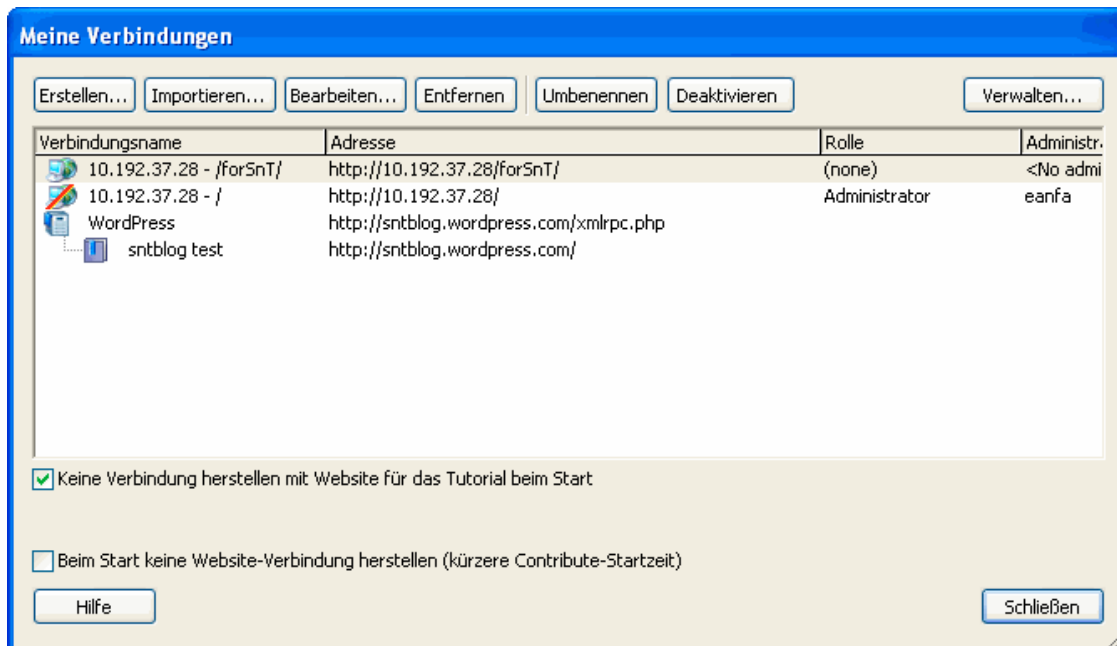 Meine Verbindungen
Erstellen... Importieren... Bearbeiten... Entfernen Umbenennen Deaktivieren Verwalten...
Verbindungsname Adresse Rolle Administr
10.192.37.28 - /forSnT/ http://10.192.37.28/forSnT/ (none) <No admi
10.192.37.28 - / http://10.192.37.28/ Administrator eanfa
WordPress http://sntblog.wordpress.com/xmlrpc.php
sntblog test http://sntblog.wordpress.com/
Keine Verbindung herstellen mit Website für das Tutorial beim Start
Beim Start keine Website-Verbindung herstellen (kürzere Contribute-Startzeit)
Hilfe Schließen